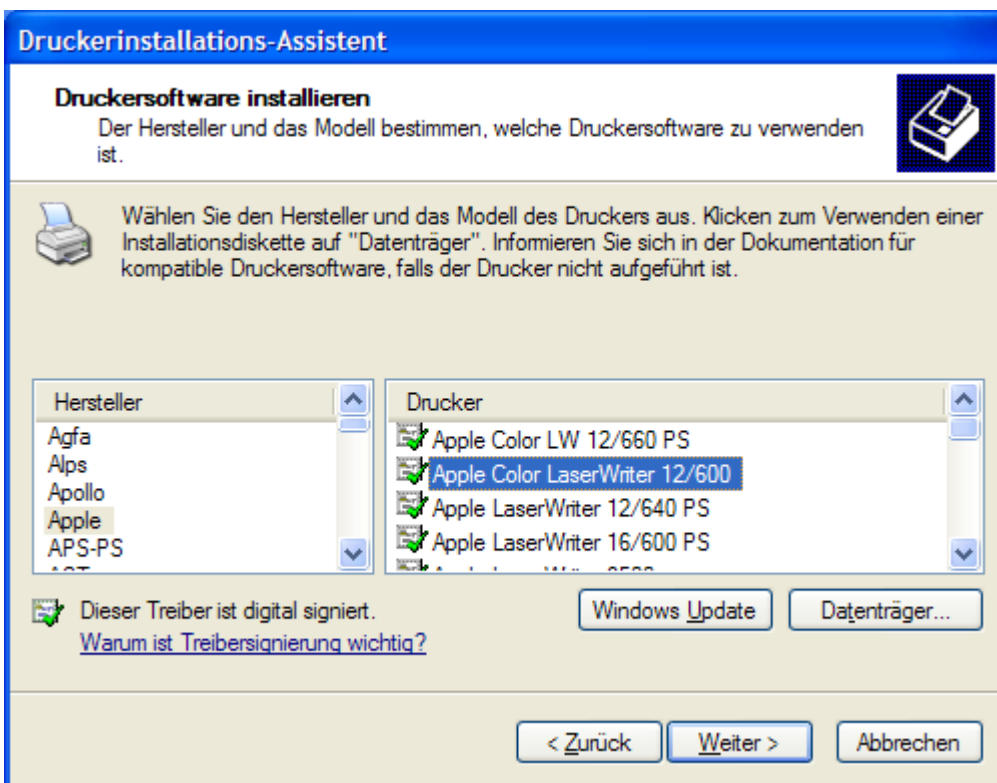 Druckerinstallations-Assistent
Druckersoftware installieren
Der Hersteller und das Modell bestimmen, welche Druckersoftware zu verwenden
ist.
Wählen Sie den Hersteller und das Modell des Druckers aus. Klicken zum Verwenden einer
Installationsdiskette auf "Datenträger". Informieren Sie sich in der Dokumentation für
kompatible Druckersoftware, falls der Drucker nicht aufgeführt ist.
Hersteller
Agfa
Alps
Apollo
Apple
APS-PS
Drucker
Apple Color LW 12/660 PS
Apple Color LaserWriter 12/600
Apple LaserWriter 12/640 PS
Apple LaserWriter 16/600 PS
Dieser Treiber ist digital signiert.
Warum ist Treibersignierung wichtig?
Windows Update
Datenträger...
< Zurück
Weiter >
Abbrechen